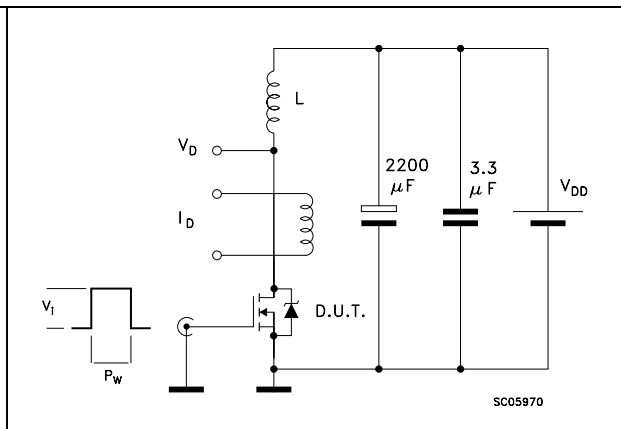 L
V_D
2200
μF
3.3
μF
V_DD
I_D
D.U.T.
V_i
P_W
SC05970